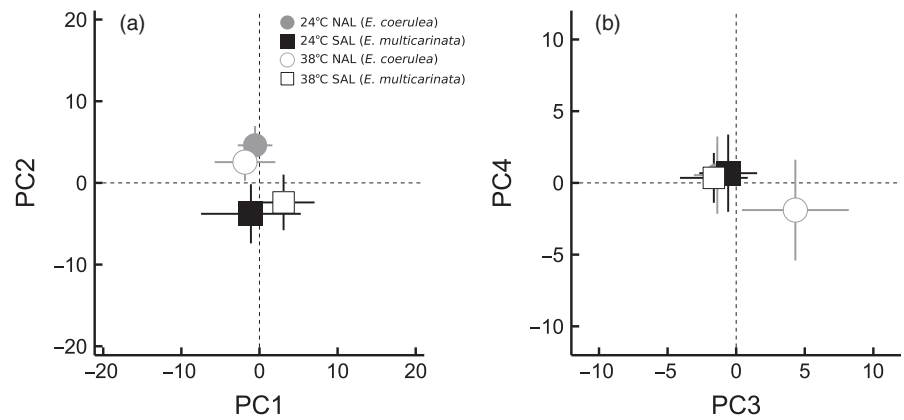 (a)
24°C NAL (E. coerulea)
24°C SAL (E. multicarinata)
38°C NAL (E. coerulea)
38°C SAL (E. multicarinata)
20
10
0
−10
−20
PC2
−20 −10 0 10 20
PC1
(b)
10
5
0
−5
−10
PC4
−10 −5 0 5 10
PC3